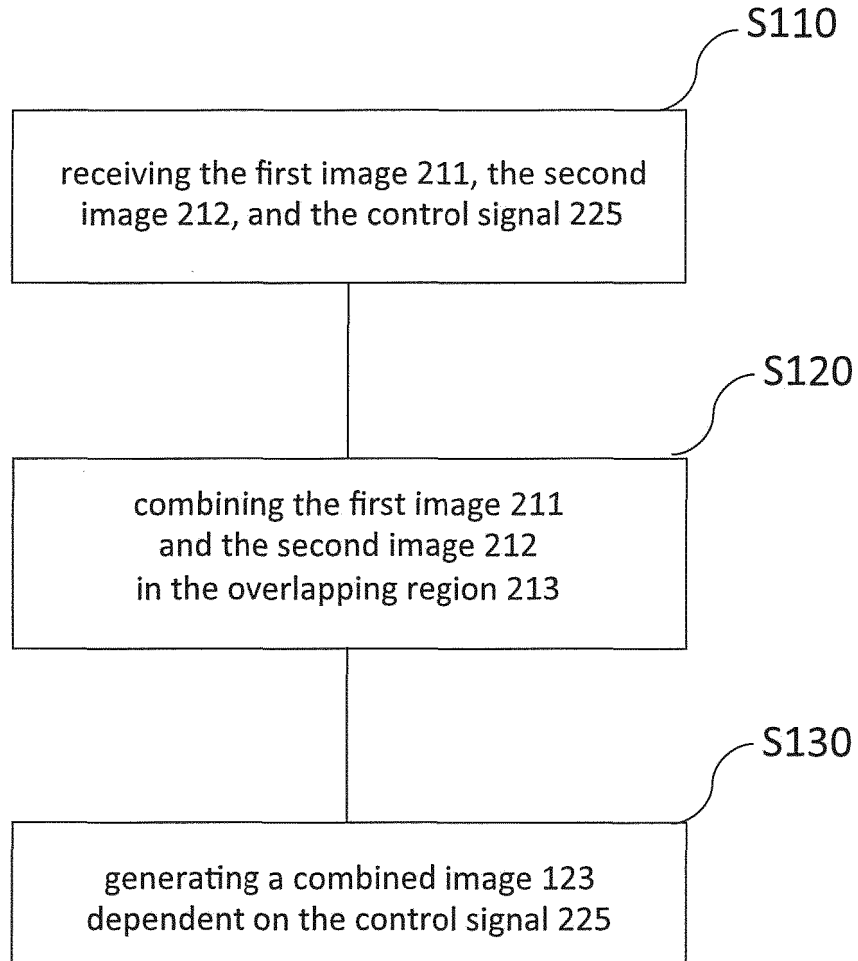 S110
receiving the first image 211, the second
image 212, and the control signal 225
S120
combining the first image 211
and the second image 212
in the overlapping region 213
S130
generating a combined image 123
dependent on the control signal 225